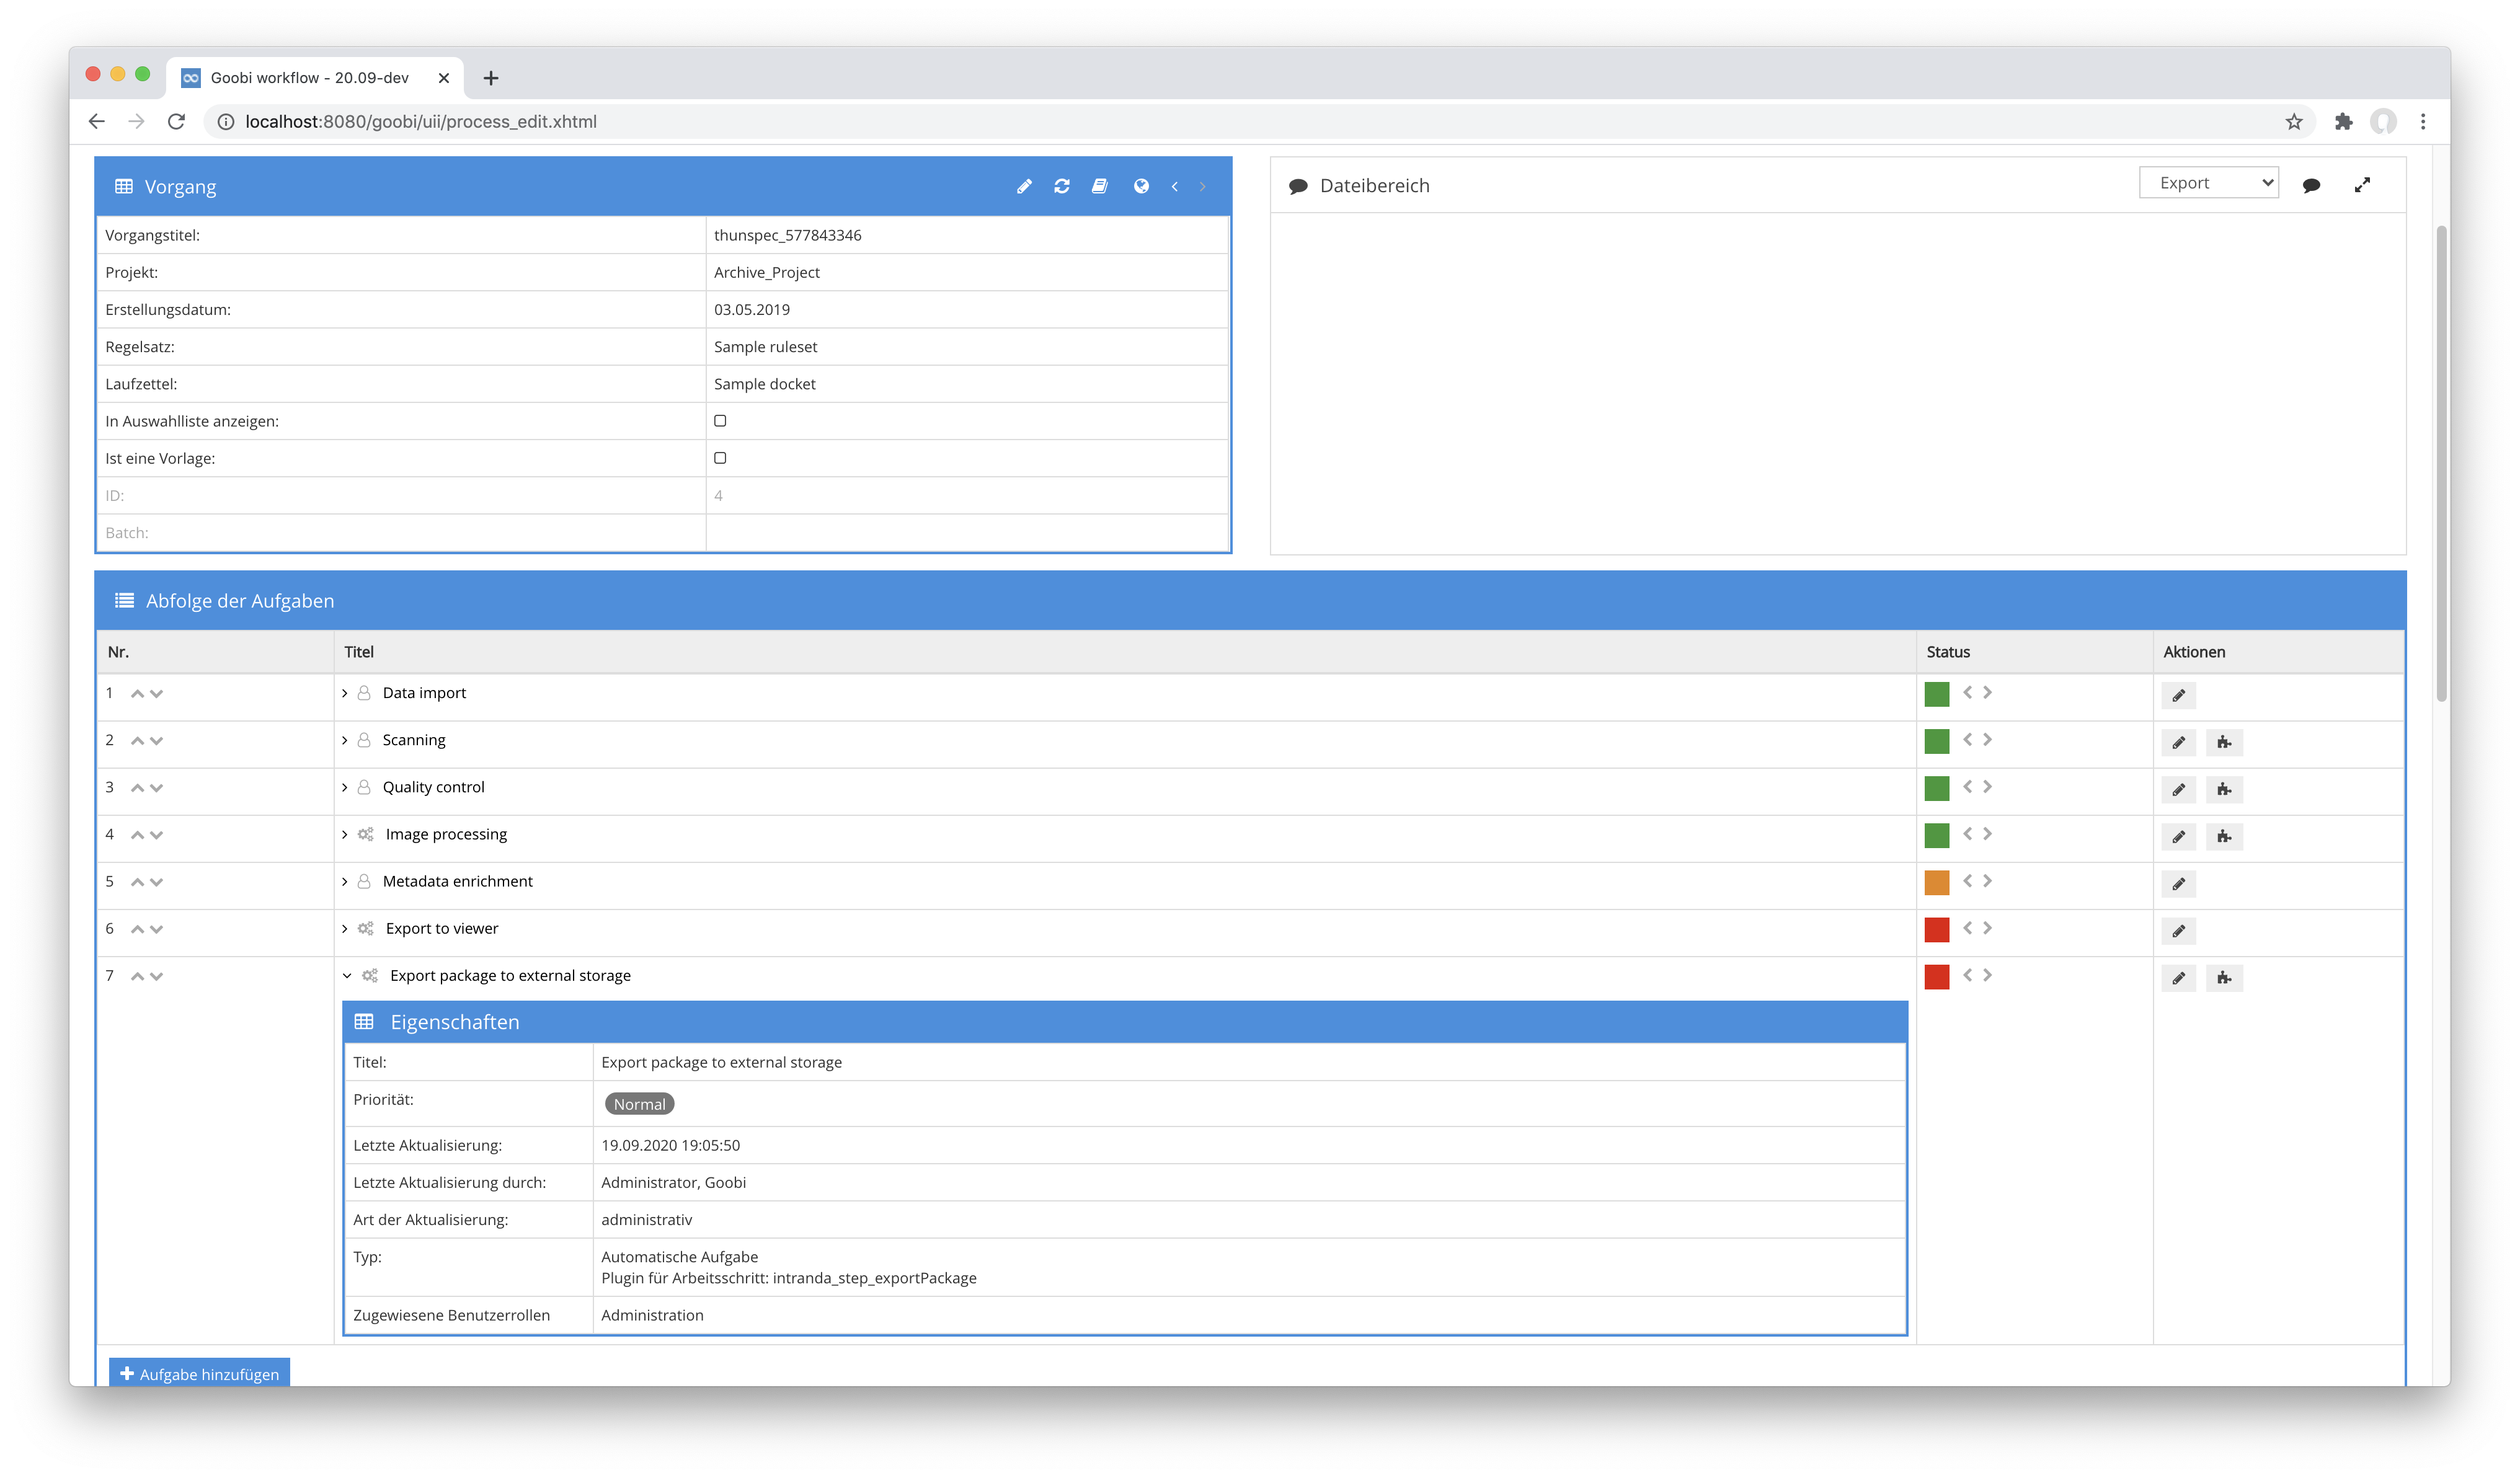 Goobi workflow - 20.09-dev
localhost:8080/goobi/uii/process_edit.xhtml
Vorgang
Vorgangstitel: thunspec_577843346
Projekt: Archive_Project
Erstellungsdatum: 03.05.2019
Regelsatz: Sample ruleset
Laufzettel: Sample docket
In Auswahlliste anzeigen:
Ist eine Vorlage:
ID: 4
Batch:
Dateibereich
Export
Abfolge der Aufgaben
Nr. Titel Status Aktionen
1 Data import
2 Scanning
3 Quality control
4 Image processing
5 Metadata enrichment
6 Export to viewer
7 Export package to external storage
Eigenschaften
Titel: Export package to external storage
Priorität: Normal
Letzte Aktualisierung: 19.09.2020 19:05:50
Letzte Aktualisierung durch: Administrator, Goobi
Art der Aktualisierung: administrativ
Typ: Automatische Aufgabe
Plugin für Arbeitsschritt: intranda_step_exportPackage
Zugewiesene Benutzerrollen Administration
Aufgabe hinzufügen